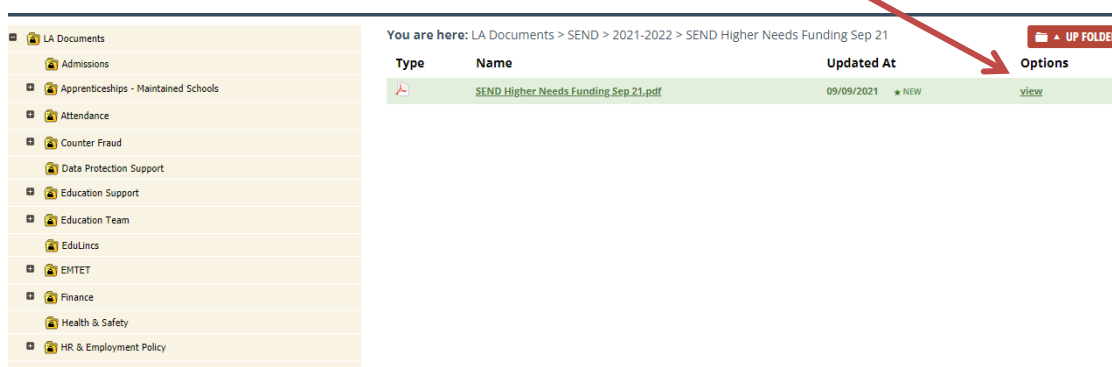 LA Documents
Admissions
Apprenticeships - Maintained Schools
Attendance
Counter Fraud
Data Protection Support
Education Support
Education Team
EduLincs
EMTET
Finance
Health & Safety
HR & Employment Policy
You are here: LA Documents > SEND > 2021-2022 > SEND Higher Needs Funding Sep 21
UP FOLDER
Type Name Updated At Options
SEND Higher Needs Funding Sep 21.pdf 09/09/2021 NEW view